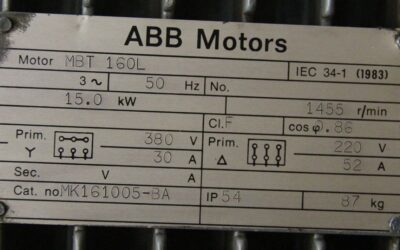 ABB Motors
Motor MBT 160L IEC 34-1 (1983)
3~ 50 Hz No.
15.0 kW 1455 r/min
Cl.F cosφ.86
Prim. 380 V Prim. 220 V
Y 30 A Δ 52 A
Sec. V A
Cat. no.MK161005-BA IP54 87 kg